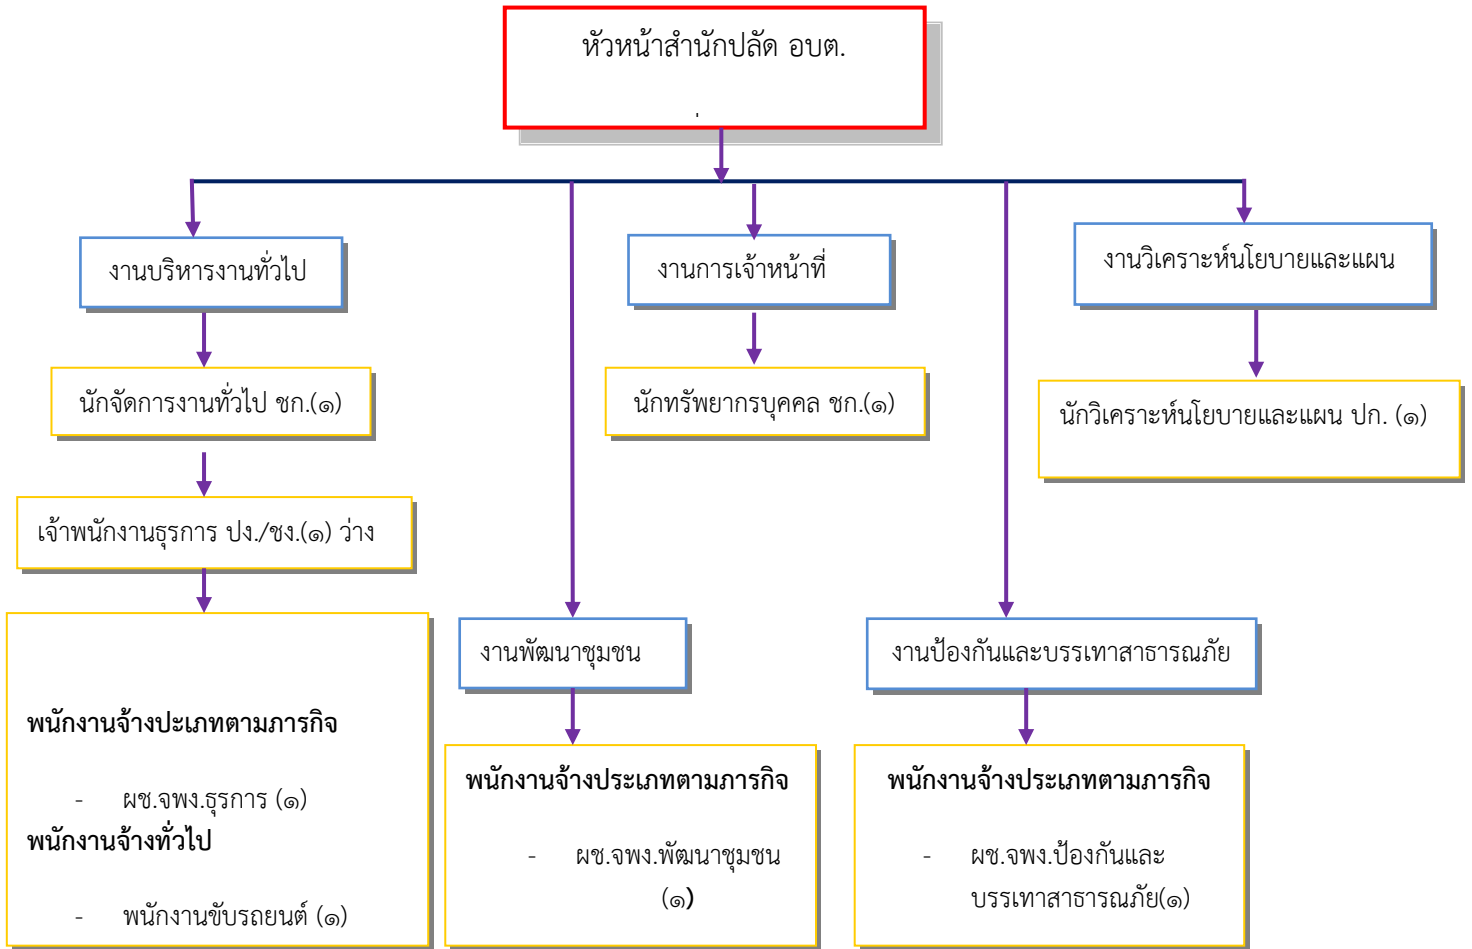 หัวหน้าสำนักปลัด อบต.
งานบริหารงานทั่วไป
งานการเจ้าหน้าที่
งานวิเคราะห์นโยบายและแผน
นักจัดการงานทั่วไป ชก.(๑)
นักทรัพยากรบุคคล ชก.(๑)
นักวิเคราะห์นโยบายและแผน ปก. (๑)
เจ้าพนักงานธุรการ ปง./ชง.(๑) ว่าง
พนักงานจ้างปะเภทตามภารกิจ
- ผช.จพง.ธุรการ (๑)
พนักงานจ้างทั่วไป
- พนักงานขับรถยนต์ (๑)
งานพัฒนาชุมชน
พนักงานจ้างประเภทตามภารกิจ
- ผช.จพง.พัฒนาชุมชน
(๑)
งานป้องกันและบรรเทาสาธารณภัย
พนักงานจ้างประเภทตามภารกิจ
- ผช.จพง.ป้องกันและ
บรรเทาสาธารณภัย(๑)